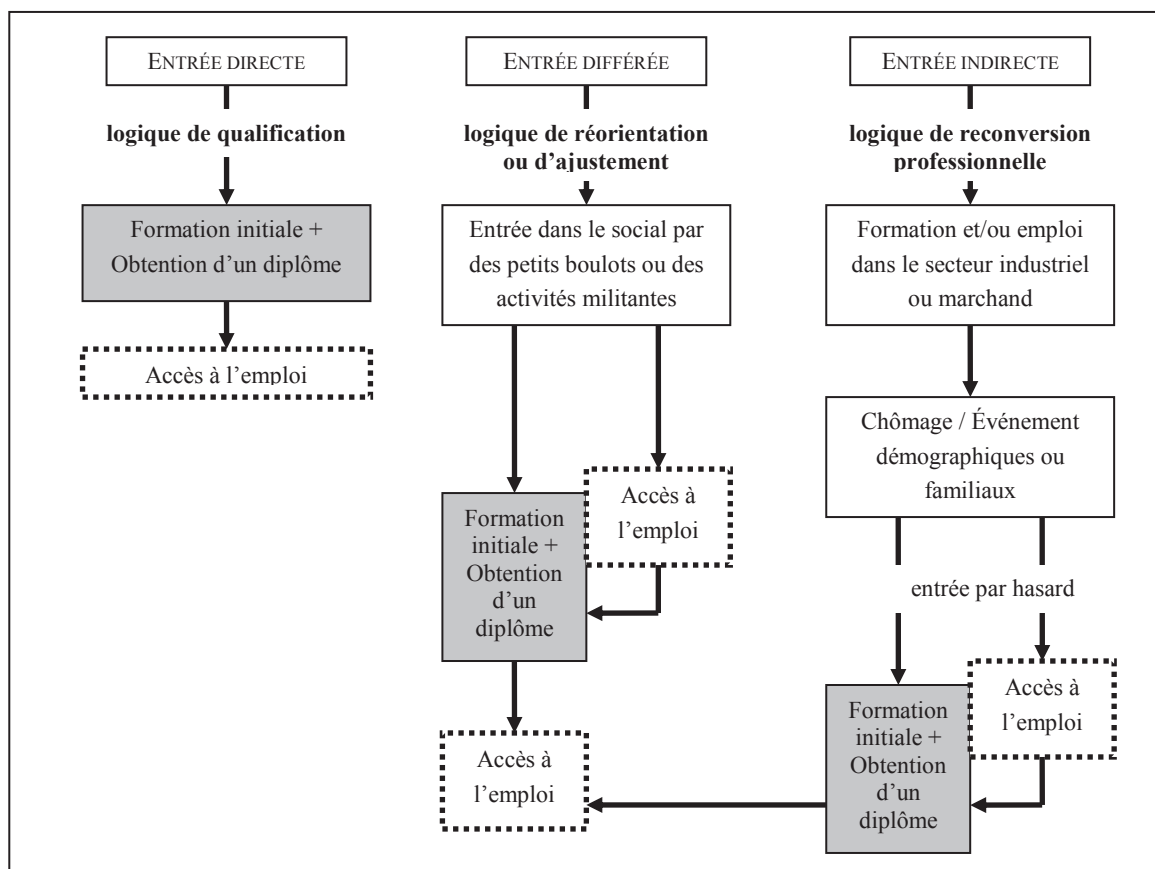 ENTRÉE DIRECTE
logique de qualification
Formation initiale +
Obtention d'un diplôme
Accès à l'emploi
ENTRÉE DIFFÉRÉE
logique de réorientation
ou d'ajustement
Entrée dans le social par
des petits boulots ou des
activités militantes
Formation
initiale +
Obtention
d'un
diplôme
Accès à
l'emploi
Accès à
l'emploi
ENTRÉE INDIRECTE
logique de reconversion
professionnelle
Formation et/ou emploi
dans le secteur industriel
ou marchand
Chômage / Événement
démographiques ou
familiaux
entrée par hasard
Formation
initiale +
Obtention
d'un
diplôme
Accès à
l'emploi